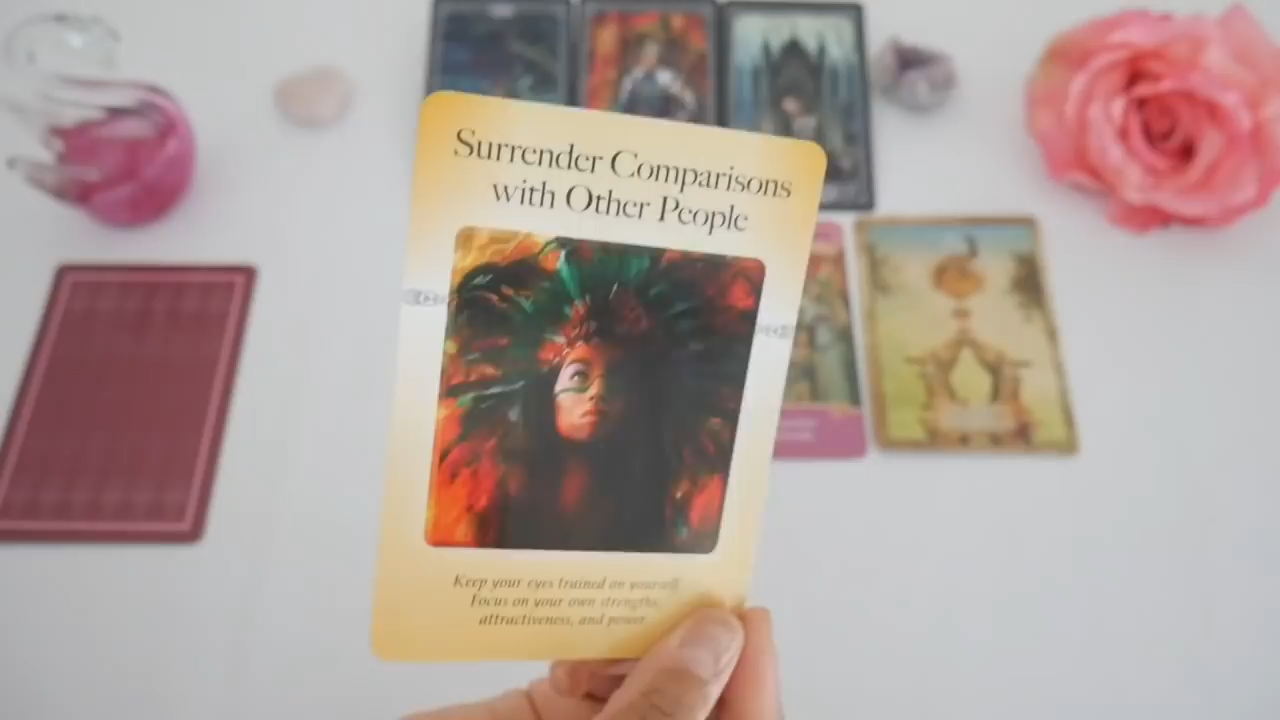 Surrender Comparisons
with Other People
Keep your eyes trained on yourself.
Focus on your own strengths,
attractiveness, and power.